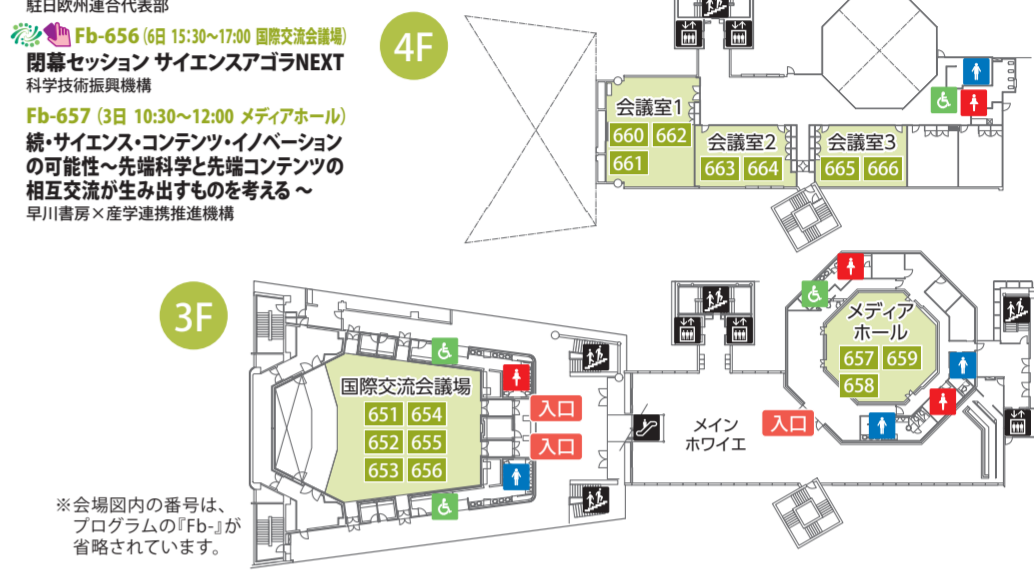 駐日欧州連合代表部
Fb-656 (6日 15:30～17:00 国際交流会議場)
閉幕セッション サイエンスアゴラNEXT
科学技術振興機構
Fb-657 (3日 10:30～12:00 メディアホール)
続・サイエンス・コンテンツ・イノベーション
の可能性～先端科学と先端コンテンツの
相互交流が生み出すものを考える～
早川書房×産学連携推進機構
4F
会議室1
660 662
661
会議室2
663 664
会議室3
665 666
3F
国際交流会議場
651 654
652 655
653 656
入口
入口
メイン
ホワイエ
入口
メディア
ホール
657 659
658
※会場図内の番号は、
プログラムの『Fb-』が
省略されています。